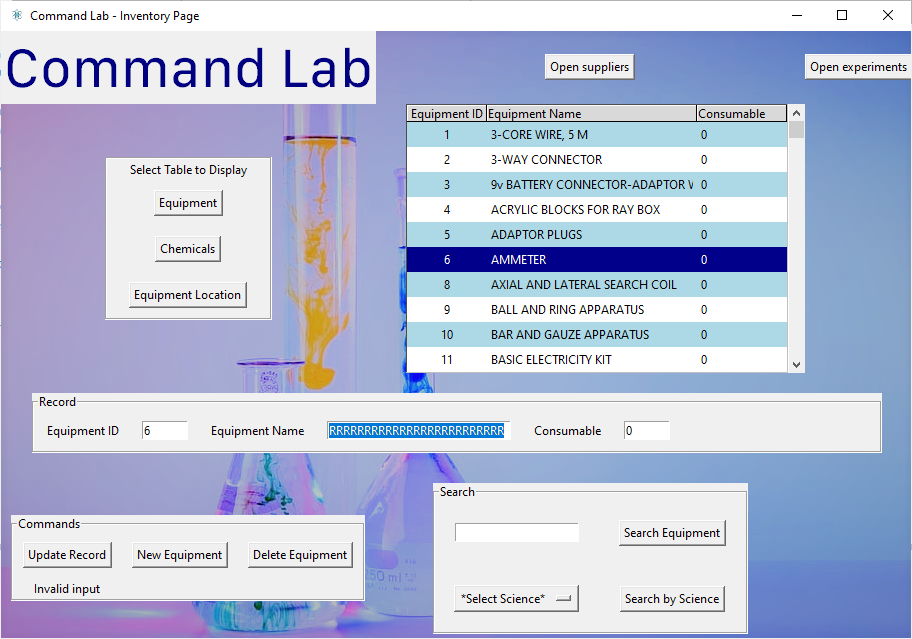 Command Lab - Inventory Page
Command Lab
Open suppliers
Open experiments
Select Table to Display
Equipment
Chemicals
Equipment Location
Equipment ID Equipment Name Consumable
1 3-CORE WIRE, 5 M 0
2 3-WAY CONNECTOR 0
3 9v BATTERY CONNECTOR-ADAPTOR 0
4 ACRYLIC BLOCKS FOR RAY BOX 0
5 ADAPTOR PLUGS 0
6 AMMETER 0
8 AXIAL AND LATERAL SEARCH COIL 0
9 BALL AND RING APPARATUS 0
10 BAR AND GAUZE APPARATUS 0
11 BASIC ELECTRICITY KIT 0
Record
Equipment ID 6 Equipment Name RRRRRRRRRRRRRRRRRRRRRRRRR Consumable 0
Commands
Update Record New Equipment Delete Equipment
Invalid input
Search
Search Equipment
*Select Science* Search by Science